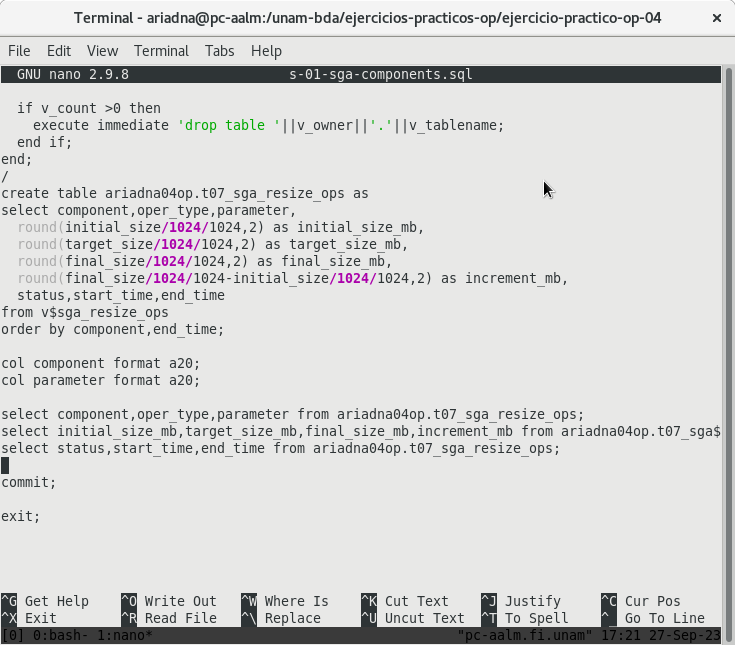 Terminal - ariadna@pc-aalm:/unam-bda/ejercicios-practicos-op/ejercicio-practico-op-04 ×
File Edit View Terminal Tabs Help
GNU nano 2.9.8 s-01-sga-components.sql
if v_count >0 then
execute immediate 'drop table '||v_owner||'.'||v_tablename;
end if;
end;
/
create table ariadna04op.t07_sga_resize_ops as
select component,oper_type,parameter,
round(initial_size/1024/1024,2) as initial_size_mb,
round(target_size/1024/1024,2) as target_size_mb,
round(final_size/1024/1024,2) as final_size_mb,
round(final_size/1024/1024-initial_size/1024/1024,2) as increment_mb,
status,start_time,end_time
from v$sga_resize_ops
order by component,end_time;
col component format a20;
col parameter format a20;
select component,oper_type,parameter from ariadna04op.t07_sga_resize_ops;
select initial_size_mb,target_size_mb,final_size_mb,increment_mb from ariadna04op.t07_sga$
select status,start_time,end_time from ariadna04op.t07_sga_resize_ops;
commit;
exit;
^G Get Help ^O Write Out ^W Where Is ^K Cut Text ^J Justify ^C Cur Pos
^X Exit ^R Read File ^\ Replace ^U Uncut Text ^T To Spell ^_ Go To Line
[0] 0:bash- 1:nano* "pc-aalm.fi.unam" 17:21 27-Sep-23